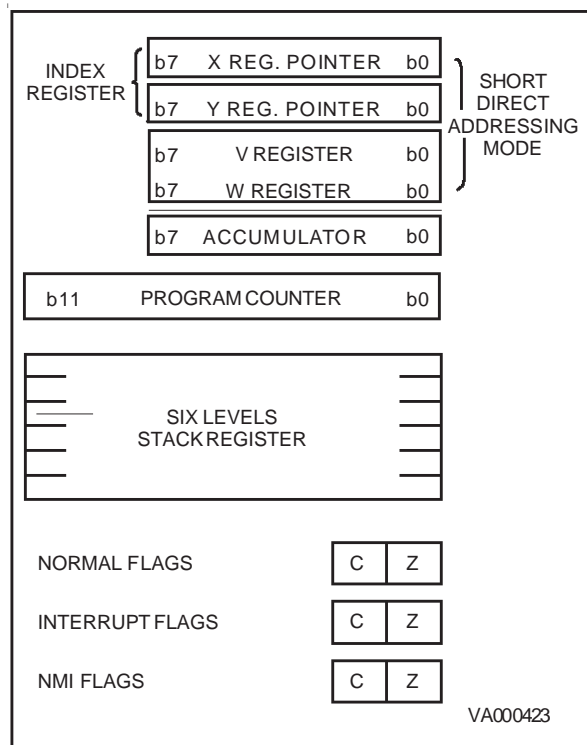 INDEX
REGISTER
b7 X REG. POINTER b0
b7 Y REG. POINTER b0
b7 V REGISTER b0
b7 W REGISTER b0
b7 ACCUMULATOR b0
SHORT
DIRECT
ADDRESSING
MODE
b11 PROGRAM COUNTER b0
SIX LEVELS
STACK REGISTER
NORMAL FLAGS C Z
INTERRUPT FLAGS C Z
NMI FLAGS C Z
VA000423